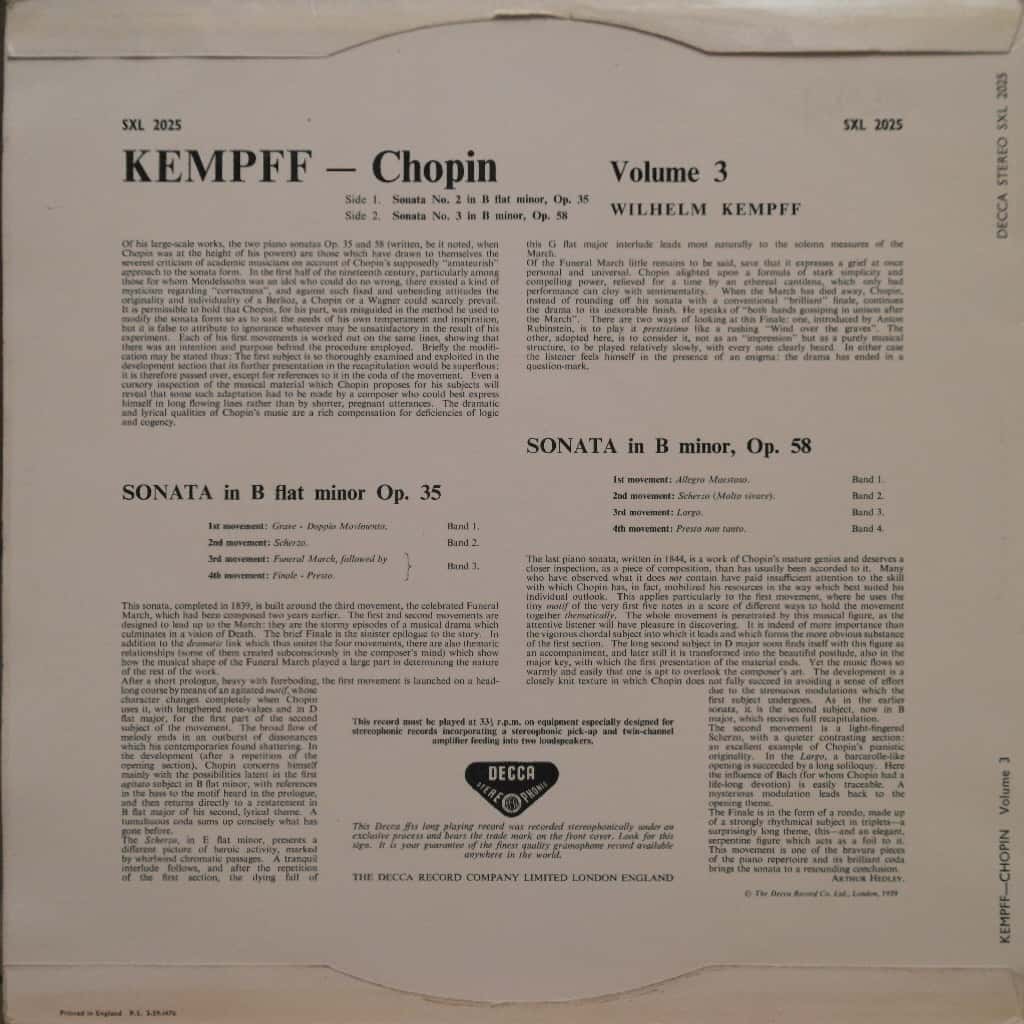 SXL 2025
SXL 2025
KEMPFF – Chopin
Volume 3
Side 1. Sonata No. 2 in B flat minor, Op. 35
Side 2. Sonata No. 3 in B minor, Op. 58
WILHELM KEMPFF
Of his large-scale works, the two piano sonatas Op. 35 and 58 (written, be it noted, when
Chopin was at the height of his powers) are those which have drawn to themselves the
severest criticism of academic musicians on account of Chopin's supposedly "amateurish"
approach to the sonata form. In the first half of the nineteenth century, particularly among
those for whom Mendelssohn was an idol who could do no wrong, there existed a kind of
mysticism regarding "correctness", and against such fixed and unbending attitudes the
originality and individuality of a Berlioz, a Chopin or a Wagner could scarcely prevail.
It is permissible to hold that Chopin, for his part, was misguided in the method he used to
modify the sonata form so as to suit the needs of his own temperament and inspiration,
but it is false to attribute to ignorance whatever may be unsatisfactory in the result of his
experiment. Each of his first movements is worked out on the same lines, showing that
there was an intention and purpose behind the procedure employed. Briefly the modifi-
cation may be stated thus: The first subject is so thoroughly examined and exploited in the
development section that its further presentation in the recapitulation would be superfluous:
it is therefore passed over, except for references to it in the coda of the movement. Even a
cursory inspection of the musical material which Chopin proposes for his subjects will
reveal that some such adaptation had to be made by a composer who could best express
himself in long flowing lines rather than by shorter, pregnant utterances. The dramatic
and lyrical qualities of Chopin's music are a rich compensation for deficiencies of logic
and cogency.
SONATA in B flat minor Op. 35
1st movement: Grave - Doppio Movimento. Band 1.
2nd movement: Scherzo. Band 2.
3rd movement: Funeral March, followed by
4th movement: Finale - Presto.
Band 3.
This sonata, completed in 1839, is built around the third movement, the celebrated Funeral
March, which had been composed two years earlier. The first and second movements are
designed to lead up to the March: they are the stormy episodes of a musical drama which
culminates in a vision of Death. The brief Finale is the sinister epilogue to the story. In
addition to the dramatic link which thus unites the four movements, there are also thematic
relationships (some of them created subconsciously in the composer's mind) which show
how the musical shape of the Funeral March played a large part in determining the nature
of the rest of the work.
After a short prologue, heavy with foreboding, the first movement is launched on a head-
long course by means of an agitated motif, whose
character changes completely when Chopin
uses it, with lengthened note-values and in D
flat major, for the first part of the second
subject of the movement. The broad flow of
melody ends in an outburst of dissonances
which his contemporaries found shattering. In
the development (after a repetition of the
opening section), Chopin concerns himself
mainly with the possibilities latent in the first
agitato subject in B flat minor, with references
in the bass to the motif heard in the prologue,
and then returns directly to a restatement in
B flat major of his second, lyrical theme. A
tumultuous coda sums up concisely what has
gone before.
The Scherzo, in E flat minor, presents a
different picture of heroic activity, marked
by whirlwind chromatic passages. A tranquil
interlude follows, and after the repetition
of the first section, the dying fall of
this G flat major interlude leads most naturally to the solemn measures of the
March.
Of the Funeral March little remains to be said, save that it expresses a grief at once
personal and universal. Chopin alighted upon a formula of stark simplicity and
compelling power, relieved for a time by an ethereal cantilena, which only bad
performance can cloy with sentimentality. When the March has died away, Chopin,
instead of rounding off his sonata with a conventional "brilliant" finale, continues
the drama to its inexorable finish. He speaks of "both hands gossiping in unison after
the March". There are two ways of looking at this Finale: one, introduced by Anton
Rubinstein, is to play it prestissimo like a rushing "Wind over the graves". The
other, adopted here, is to consider it, not as an "impression" but as a purely musical
structure, to be played relatively slowly, with every note clearly heard. In either case
the listener feels himself in the presence of an enigma: the drama has ended in a
question-mark.
SONATA in B minor, Op. 58
1st movement: Allegro Maestoso. Band 1.
2nd movement: Scherzo (Molto vivace). Band 2.
3rd movement: Largo. Band 3.
4th movement: Presto non tanto. Band 4.
The last piano sonata, written in 1844, is a work of Chopin's mature genius and deserves a
closer inspection, as a piece of composition, than has usually been accorded to it. Many
who have observed what it does not contain have paid insufficient attention to the skill
with which Chopin has, in fact, mobilized his resources in the way which best suited his
individual outlook. This applies particularly to the first movement, where he uses the
tiny motif of the very first five notes in a score of different ways to hold the movement
together thematically. The whole movement is penetrated by this musical figure, as the
attentive listener will have pleasure in discovering. It is indeed of more importance than
the vigorous chordal subject into which it leads and which forms the more obvious substance
of the first section. The long second subject in D major soon finds itself with this figure as
an accompaniment, and later still it is transformed into the beautiful postlude, also in the
major key, with which the first presentation of the material ends. Yet the music flows so
warmly and easily that one is apt to overlook the composer's art. The development is a
closely knit texture in which Chopin does not fully succeed in avoiding a sense of effort
due to the strenuous modulations which the
first subject undergoes. As in the earlier
sonata, it is the second subject, now in B
major, which receives full recapitulation.
The second movement is a light-fingered
Scherzo, with a quieter contrasting section:
an excellent example of Chopin's pianistic
originality. In the Largo, a barcarolle-like
opening is succeeded by a long soliloquy. Here
the influence of Bach (for whom Chopin had a
life-long devotion) is easily traceable. A
mysterious modulation leads back to the
opening theme.
The Finale is in the form of a rondo, made up
of a strongly rhythmical subject in triplets—a
surprisingly long theme, this—and an elegant,
serpentine figure which acts as a foil to it.
This movement is one of the bravura pieces
of the piano repertoire and its brilliant coda
brings the sonata to a resounding conclusion.
ARTHUR HEDLEY.
This record must be played at 33⅓ r.p.m. on equipment especially designed for
stereophonic records incorporating a stereophonic pick-up and twin-channel
amplifier feeding into two loudspeakers.
DECCA
STEREOPHONIC
ffss
This Decca ffss long playing record was recorded stereophonically under an
exclusive process and bears the trade mark on the front cover. Look for this
sign. It is your guarantee of the finest quality gramophone record available
anywhere in the world.
THE DECCA RECORD COMPANY LIMITED LONDON ENGLAND
© The Decca Record Co. Ltd., London, 1959
DECCA STEREO SXL 2025
KEMPFF—CHOPIN Volume 3
Printed in England